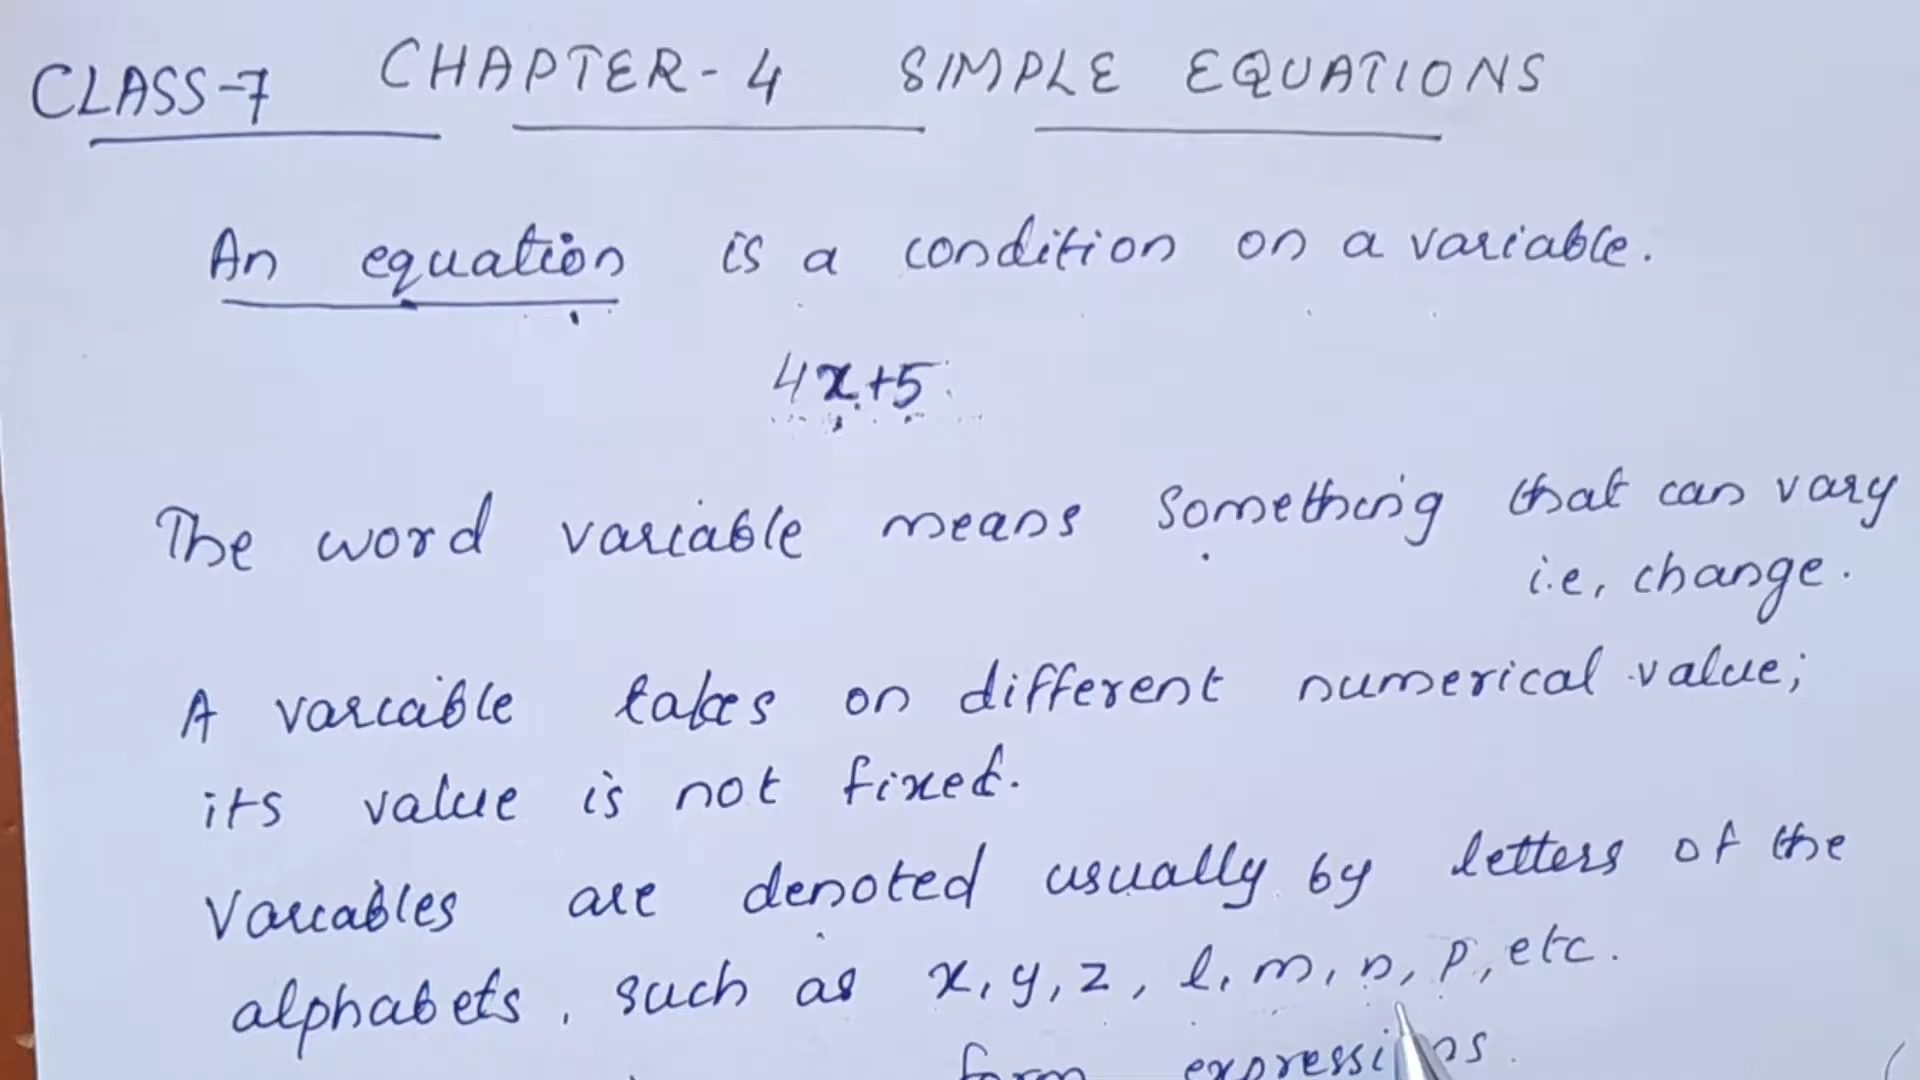 CLASS-7 CHAPTER-4 SIMPLE EQUATIONS
An equation is a condition on a variable.
4x+5
The word variable means something that can vary
i.e, change.
A variable takes on different numerical value;
its value is not fixed.
Variables are denoted usually by letters of the
alphabets, such as x, y, z, l, m, n, p, etc.
form expressions.